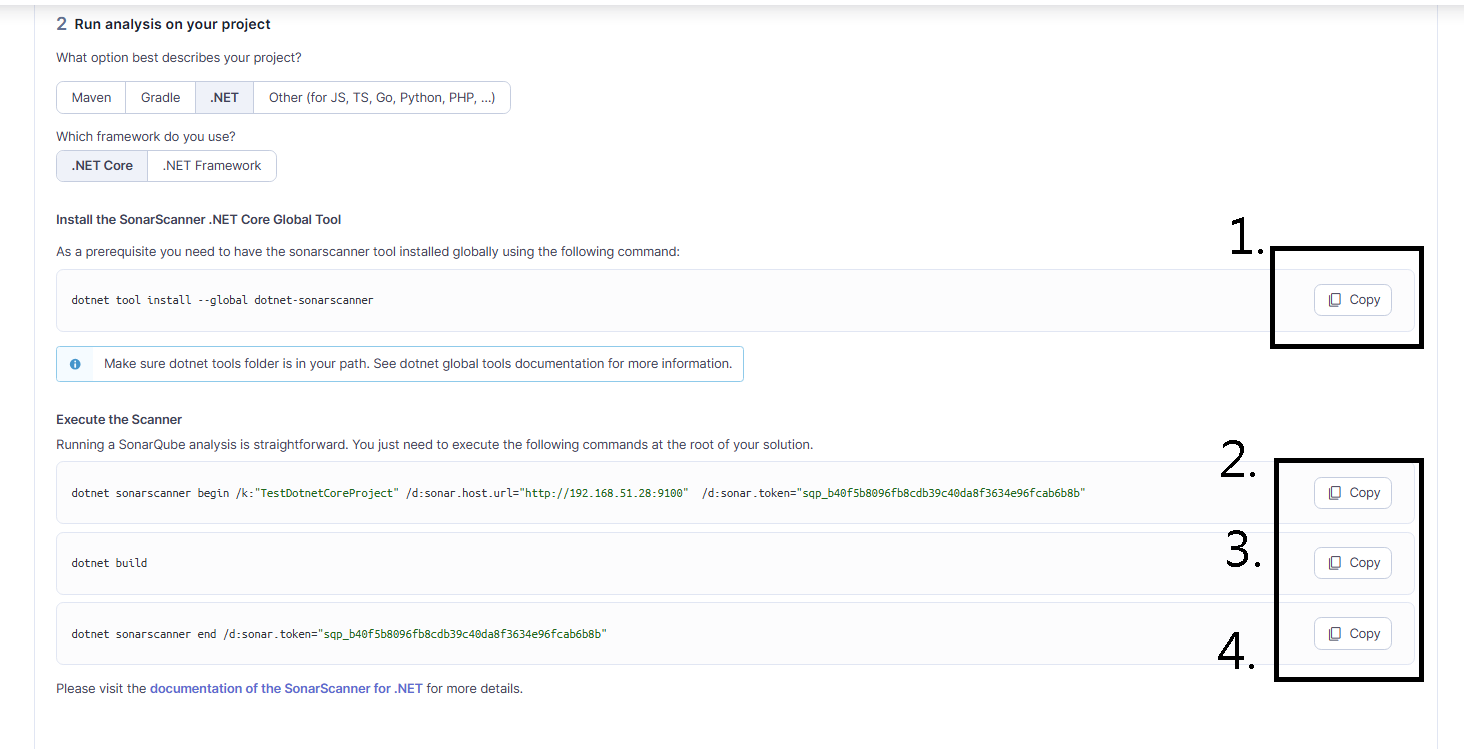 2 Run analysis on your project
What option best describes your project?
Maven Gradle .NET Other (for JS, TS, Go, Python, PHP, ...)
Which framework do you use?
.NET Core .NET Framework
Install the SonarScanner .NET Core Global Tool
1.
As a prerequisite you need to have the sonarscanner tool installed globally using the following command:
dotnet tool install --global dotnet-sonarscanner Copy
Make sure dotnet tools folder is in your path. See dotnet global tools documentation for more information.
Execute the Scanner
Running a SonarQube analysis is straightforward. You just need to execute the following commands at the root of your solution.
2.
dotnet sonarscanner begin /k:"TestDotnetCoreProject" /d:sonar.host.url="http://192.168.51.28:9100" /d:sonar.token="sqp_b40f5b8096fb8cdb39c40da8f3634e96fcab6b8b" Copy
3.
dotnet build Copy
dotnet sonarscanner end /d:sonar.token="sqp_b40f5b8096fb8cdb39c40da8f3634e96fcab6b8b" Copy
4.
Please visit the documentation of the SonarScanner for .NET for more details.